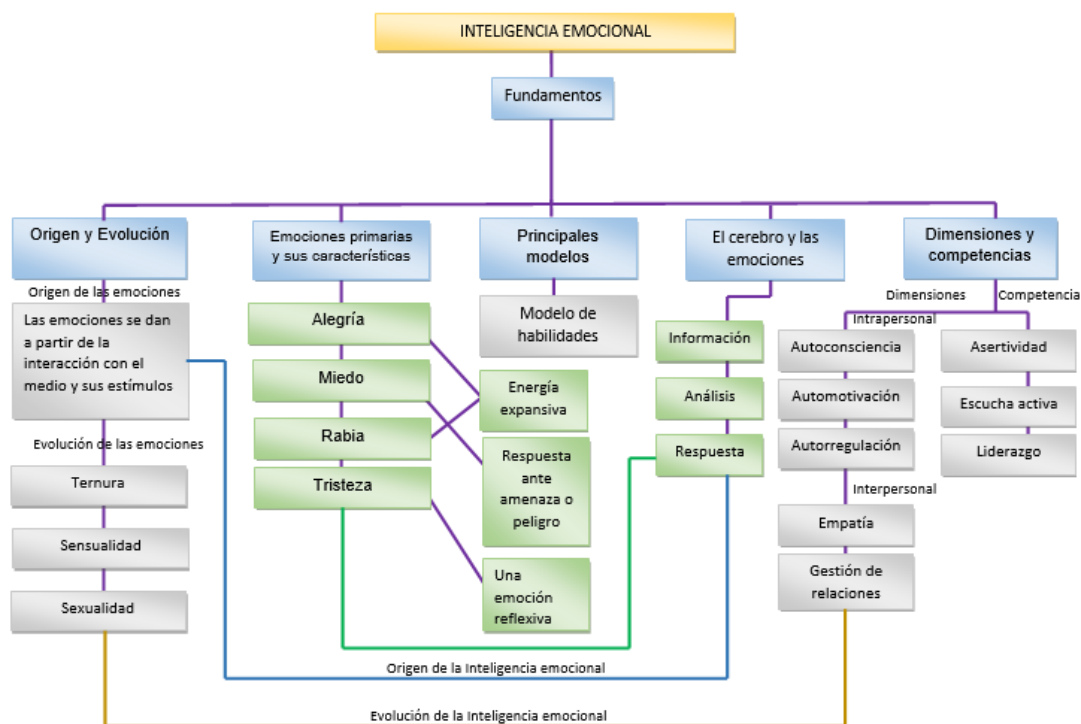 INTELIGENCIA EMOCIONAL
Fundamentos
Origen y Evolución
Emociones primarias
y sus características
Principales
modelos
El cerebro y las
emociones
Dimensiones y
competencias
Origen de las emociones
Las emociones se dan
a partir de la
interacción con el
medio y sus estímulos
Evolución de las emociones
Ternura
Sensualidad
Sexualidad
Alegría
Miedo
Rabia
Tristeza
Energía
expansiva
Respuesta
ante
amenaza o
peligro
Una
emoción
reflexiva
Modelo de
habilidades
Información
Análisis
Respuesta
Dimensiones
Competencia
Intrapersonal
Autoconsciencia
Automotivación
Autorregulación
Interpersonal
Empatía
Gestión de
relaciones
Asertividad
Escucha activa
Liderazgo
Origen de la Inteligencia emocional
Evolución de la Inteligencia emocional